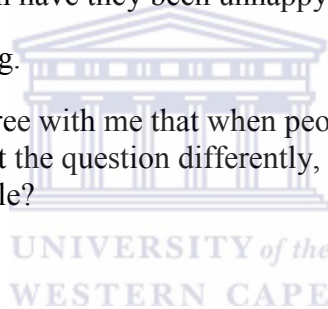 have they been unhappy
g.
ree with me that when peo
t the question differently,
le?
UNIVERSITY of the
WESTERN CAPE